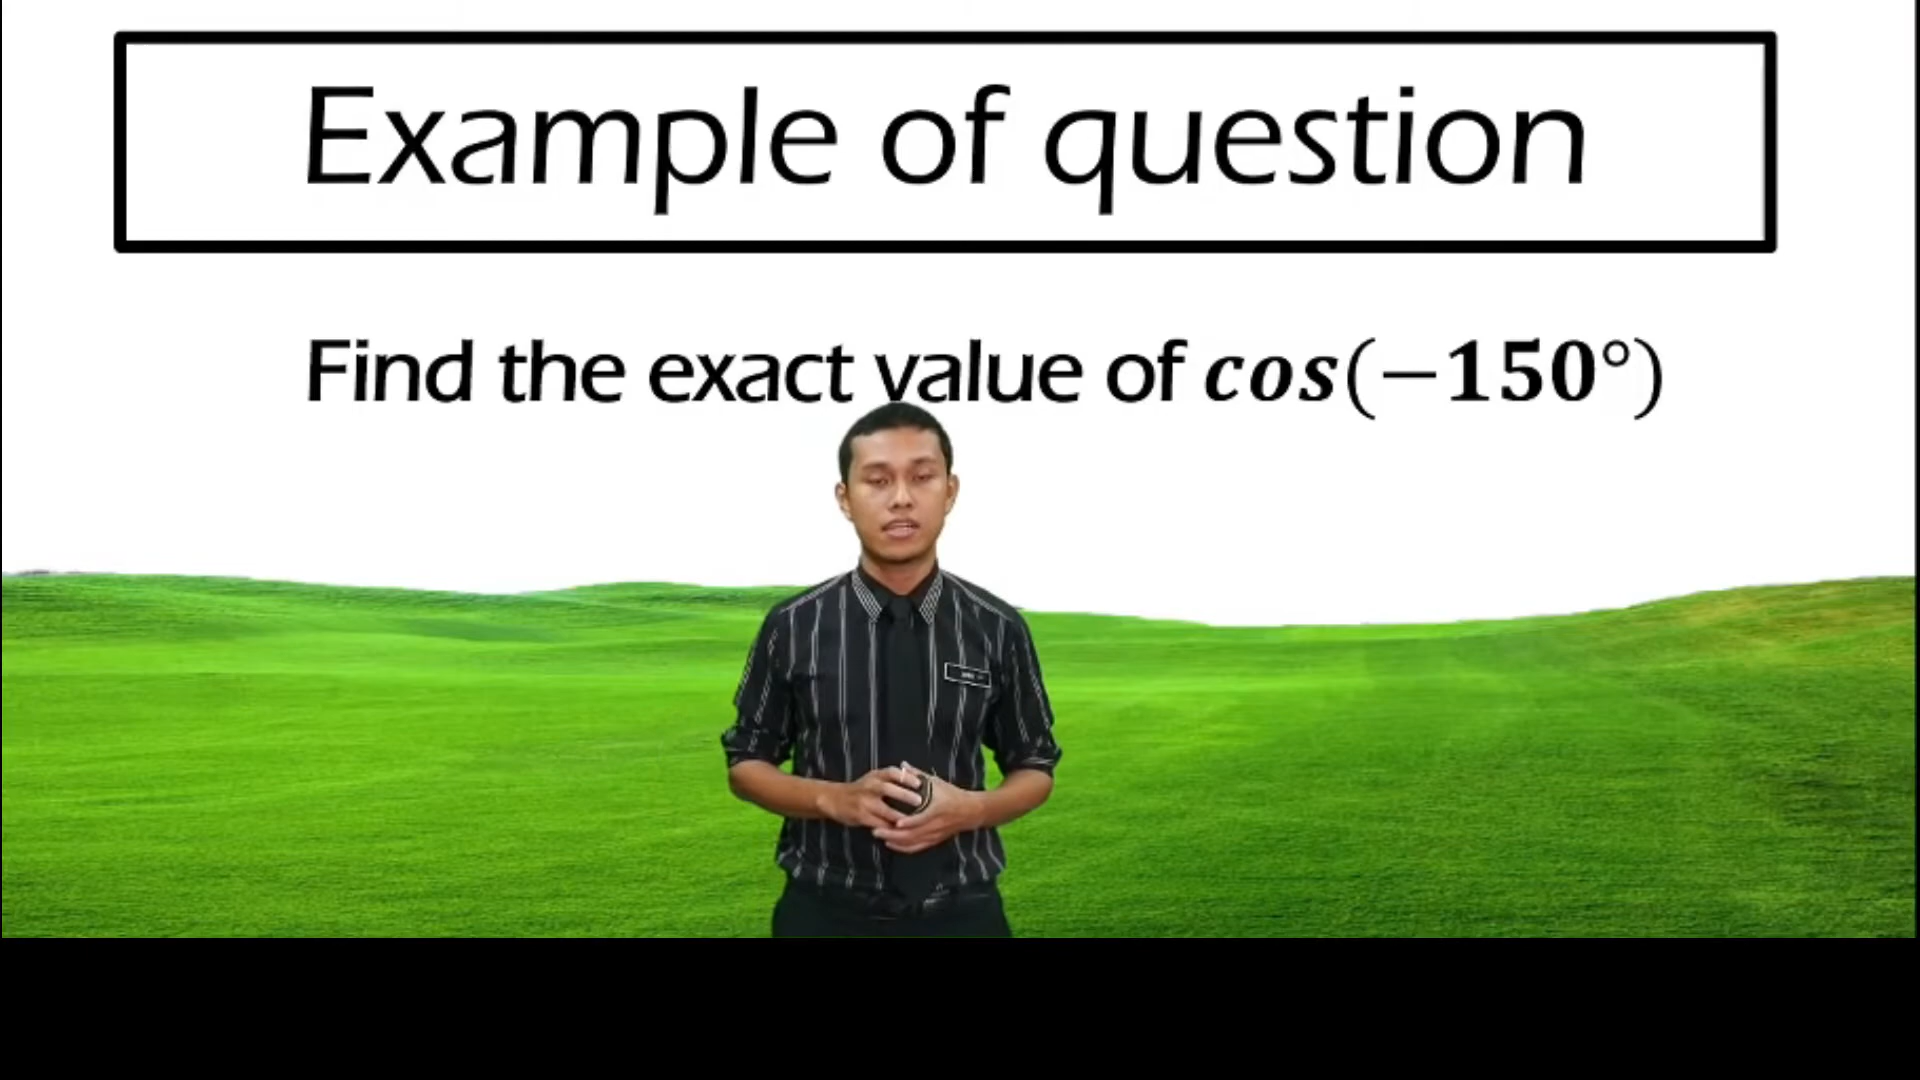 Example of question
Find the exact value of cos(−150°)